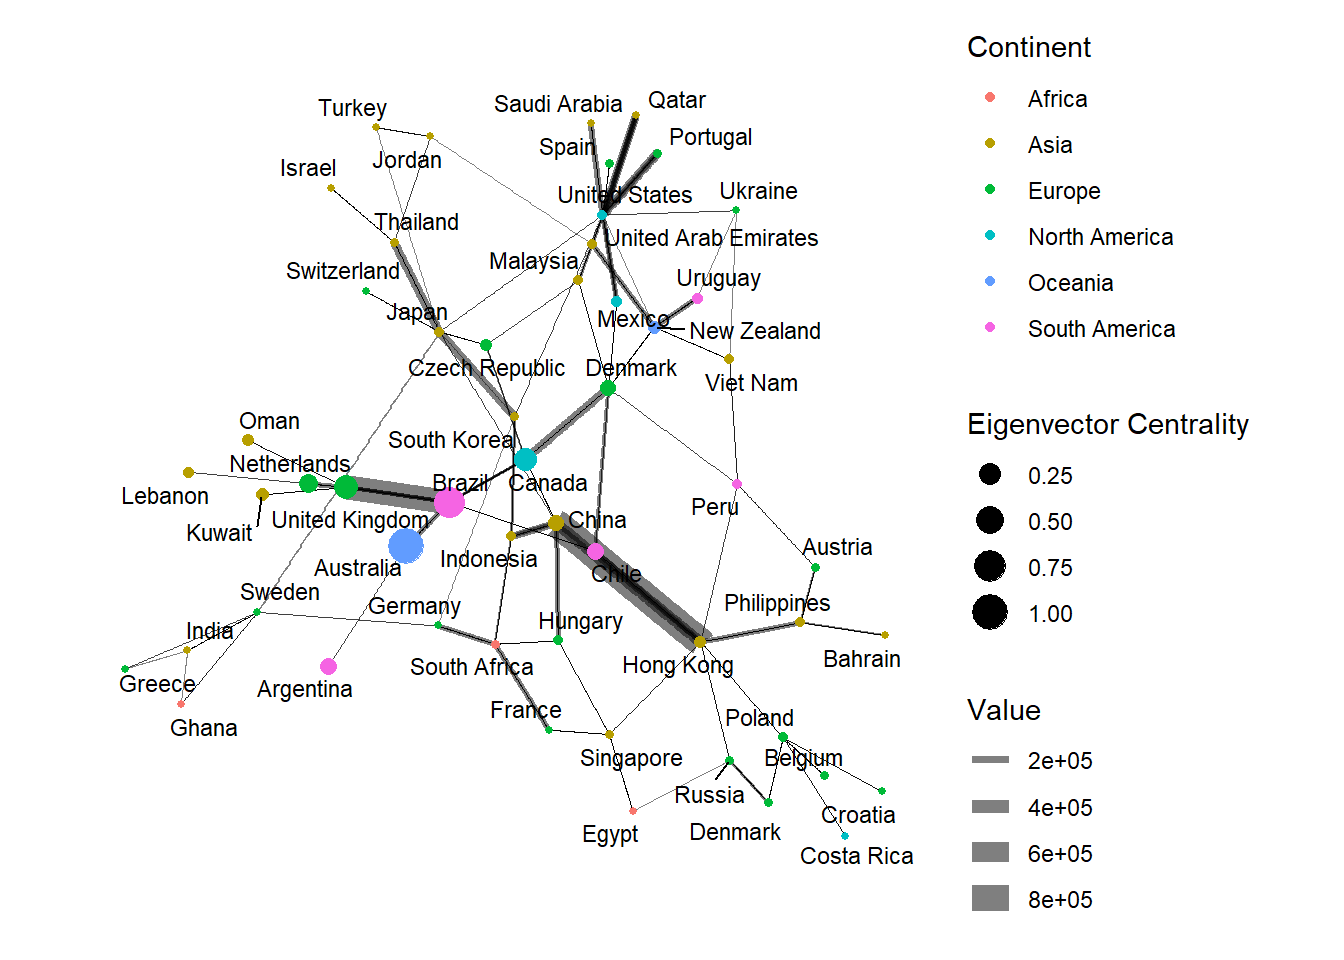 Continent
Africa
Asia
Europe
North America
Oceania
South America
Eigenvector Centrality
0.25
0.50
0.75
1.00
Value
2e+05
4e+05
6e+05
8e+05
Turkey
Saudi Arabia
Qatar
Portugal
Spain
Jordan
Israel
United States
Ukraine
Thailand
United Arab Emirates
Malaysia
Switzerland
Uruguay
Japan
Mexico
New Zealand
Czech Republic
Denmark
Viet Nam
Oman
South Korea
Netherlands
Brazil
Canada
Lebanon
Peru
United Kingdom
China
Kuwait
Indonesia
Austria
Australia
Chile
Sweden
Germany
Philippines
India
Hungary
Bahrain
South Africa
Hong Kong
Greece
Argentina
Ghana
France
Poland
Singapore
Belgium
Russia
Croatia
Egypt
Denmark
Costa Rica